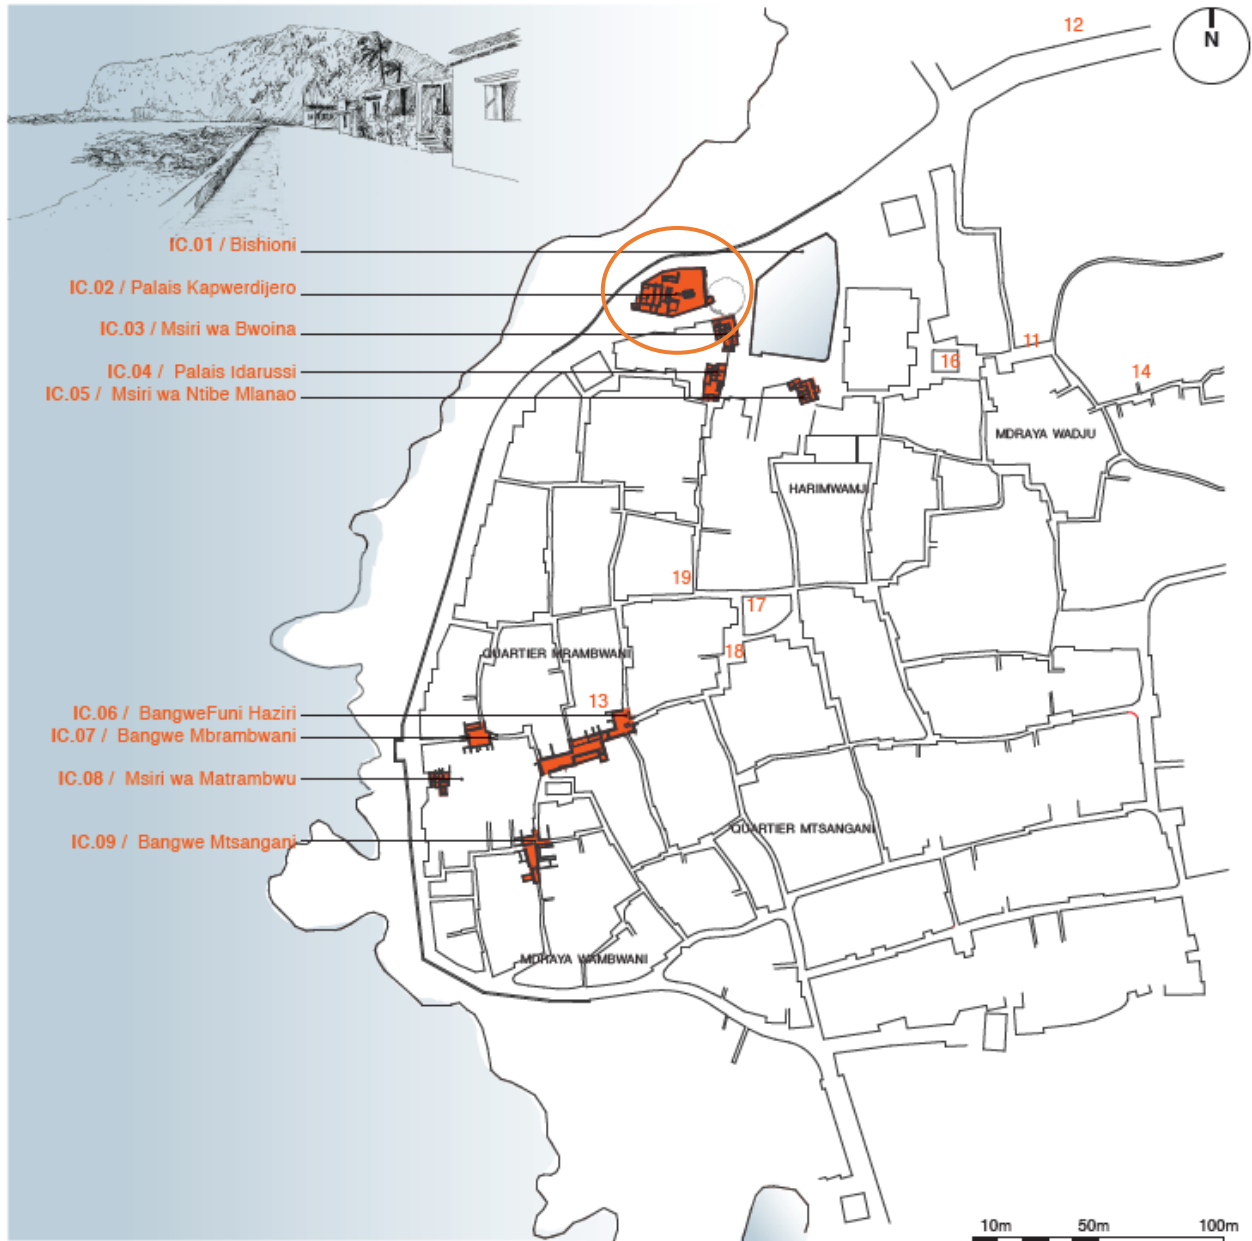 12
N
IC.01 / Bishioni
IC.02 / Palais Kapwerdijero
IC.03 / Msiri wa Bwoina
IC.04 / Palais Idarussi
IC.05 / Msiri wa Ntibe Mlanao
11
16
14
MDRAYA WADJU
HARIMWAMJI
19
17
18
QUARTIER MRAMBWANI
13
IC.06 / BangweFuni Haziri
IC.07 / Bangwe Mbrambwani
IC.08 / Msiri wa Matrambwu
IC.09 / Bangwe Mtsangani
QUARTIER MTSANGANI
MDRAYA WAMBWANI
10m 50m 100m